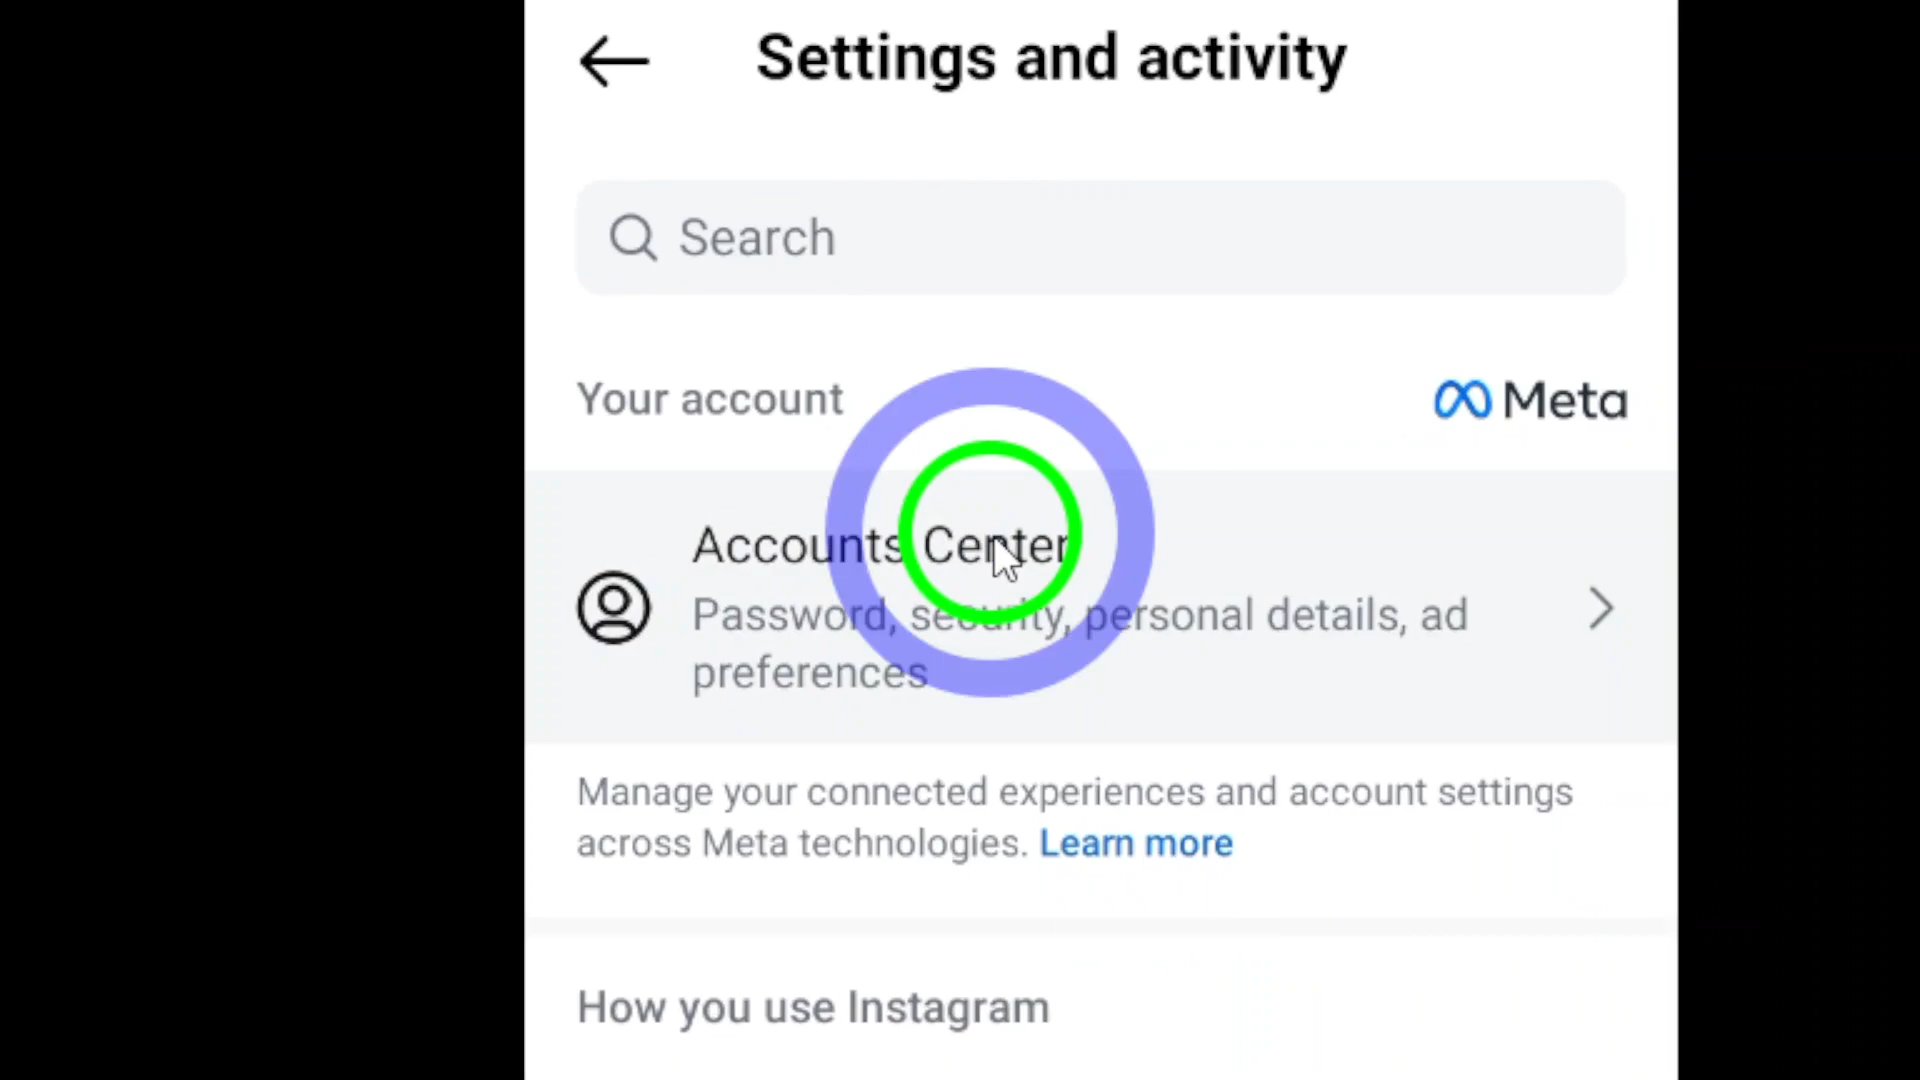 Settings and activity
Search
Your account
Meta
Accounts Center
Password, security, personal details, ad
preferences
Manage your connected experiences and account settings
across Meta technologies. Learn more
How you use Instagram